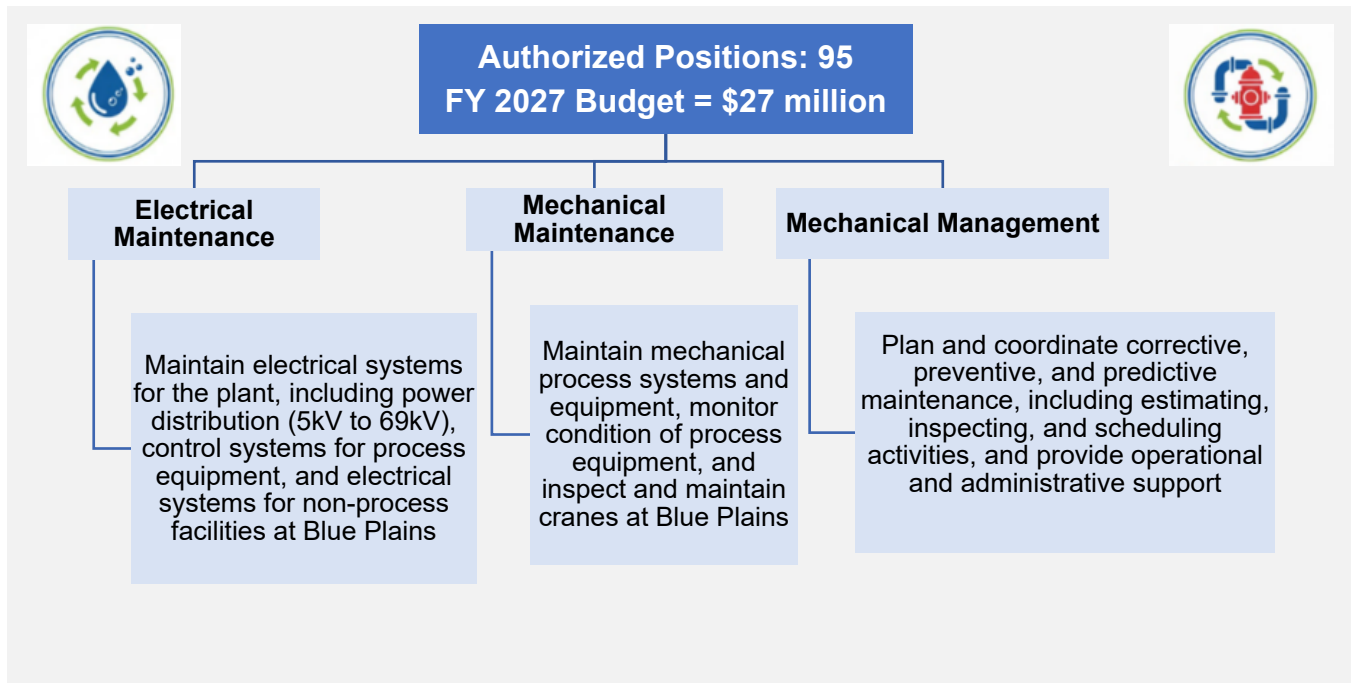 Authorized Positions: 95
FY 2027 Budget = $27 million
Electrical
Maintenance
Mechanical
Maintenance
Mechanical Management
Maintain electrical systems
for the plant, including power
distribution (5kV to 69kV),
control systems for process
equipment, and electrical
systems for non-process
facilities at Blue Plains
Maintain mechanical
process systems and
equipment, monitor
condition of process
equipment, and
inspect and maintain
cranes at Blue Plains
Plan and coordinate corrective,
preventive, and predictive
maintenance, including estimating,
inspecting, and scheduling
activities, and provide operational
and administrative support